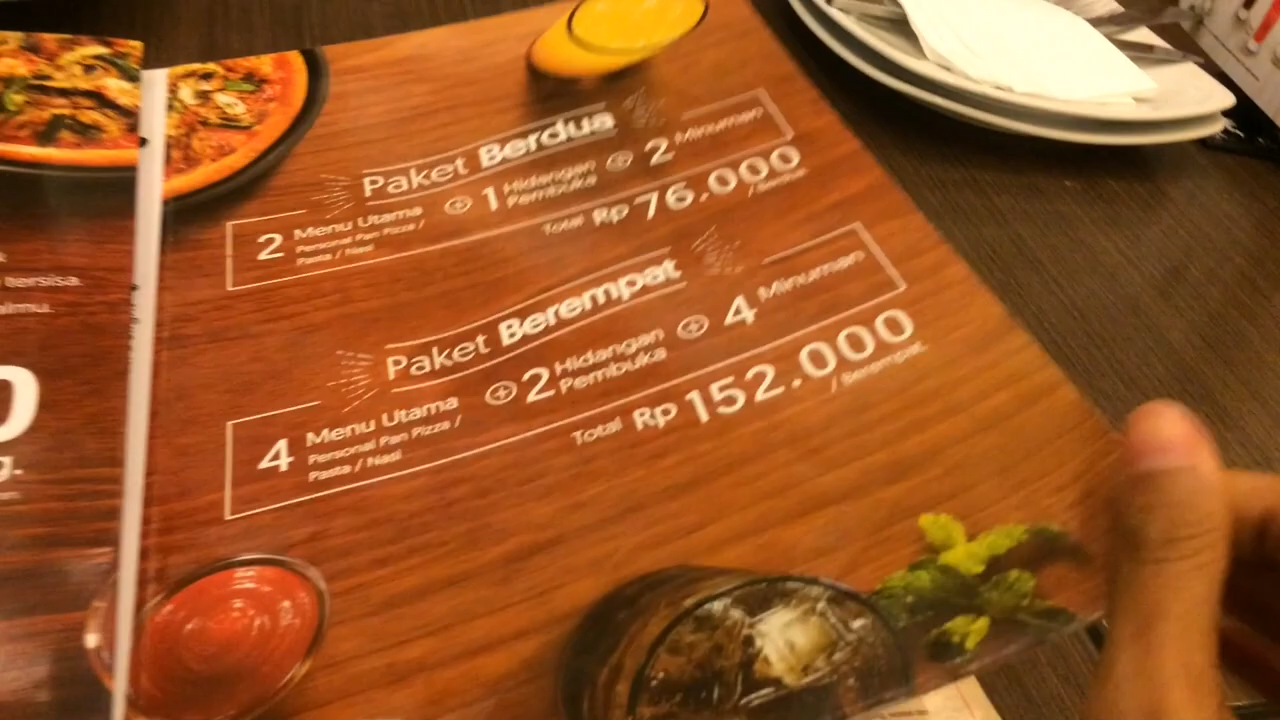 Paket Berdua
2 Menu Utama
Personal Pan Pizza /
Pasta / Nasi
1 Hidangan
Pembuka
2 Minuman
Total Rp 76.000
/ Berdua
Paket Berempat
4 Menu Utama
Personal Pan Pizza /
Pasta / Nasi
2 Hidangan
Pembuka
4 Minuman
Total Rp 152.000
/ Berempat
tersisa.